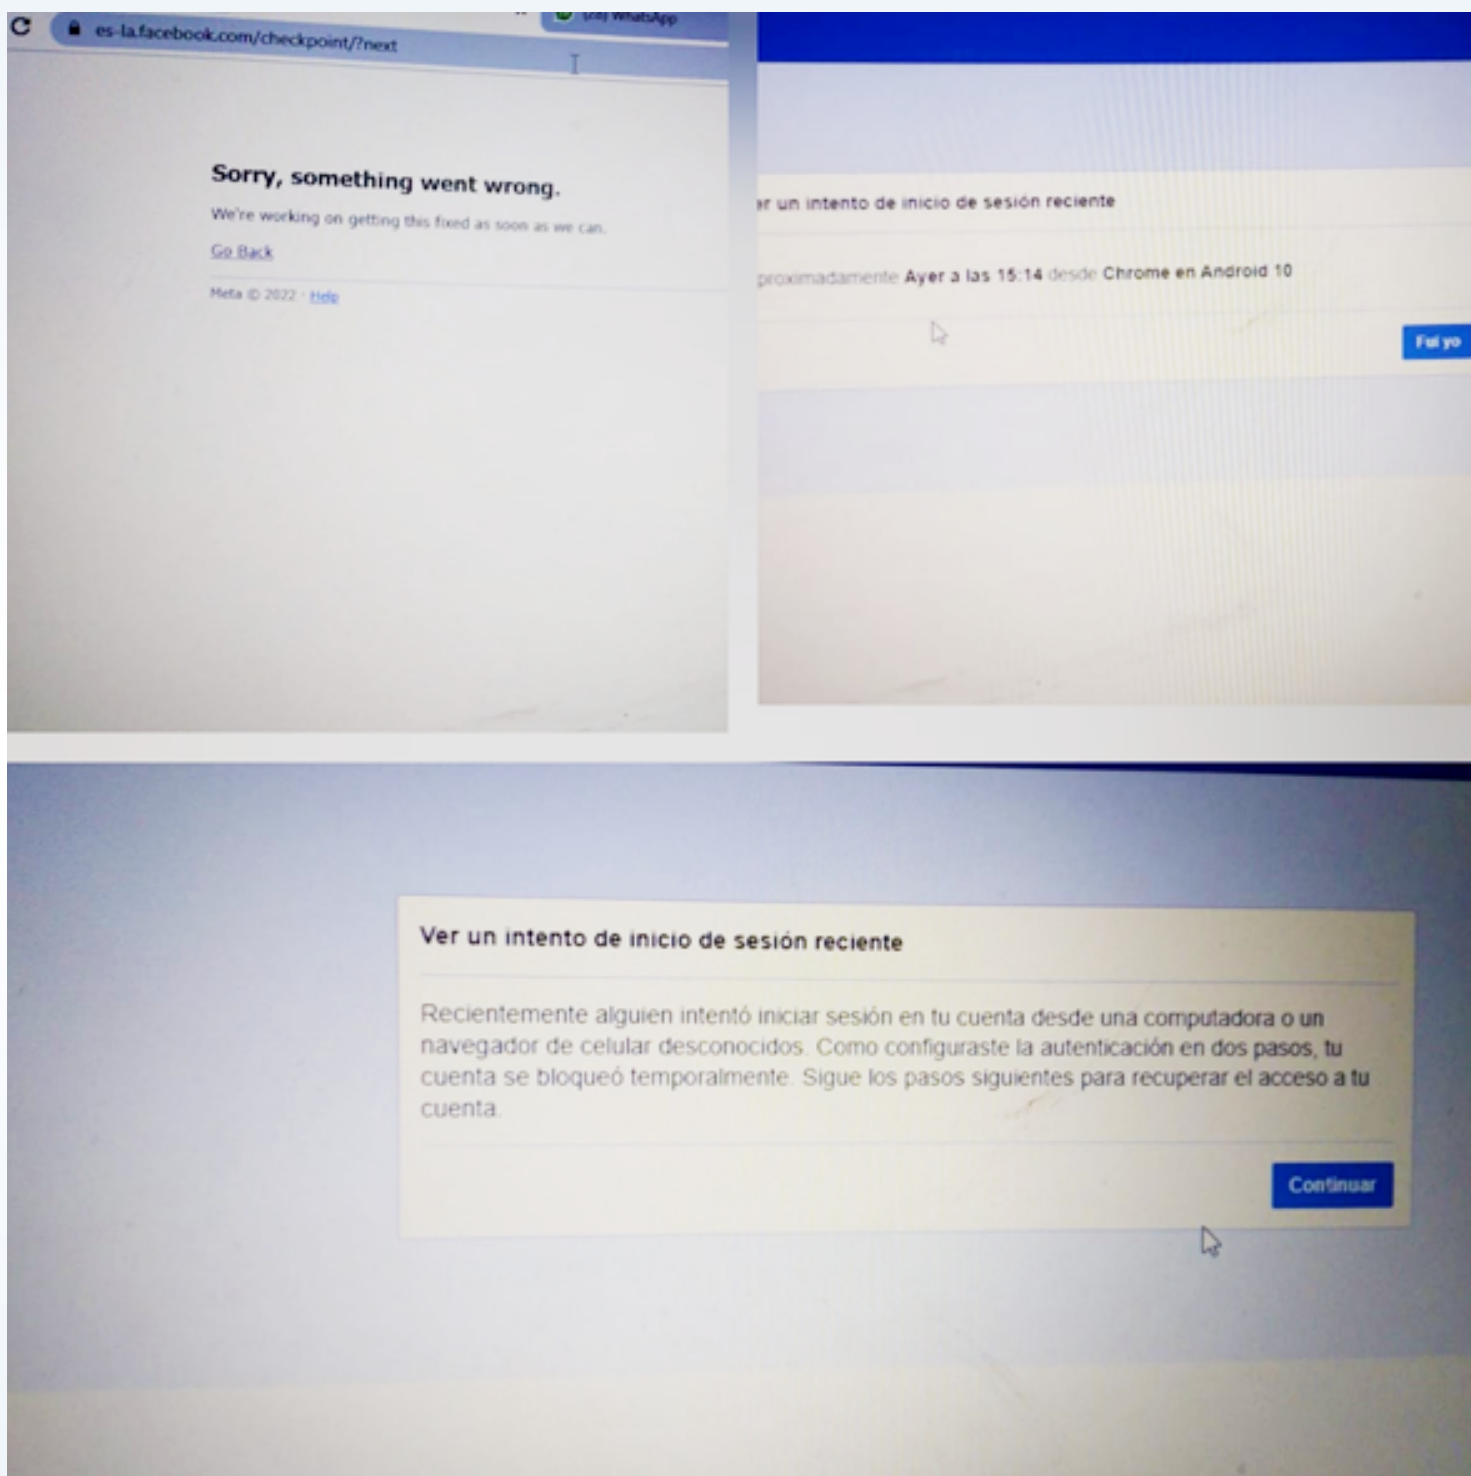 (28) WhatsApp
es-la.facebook.com/checkpoint/?next
Sorry, something went wrong.
We're working on getting this fixed as soon as we can.
Go Back
Meta © 2022 · Help
er un intento de inicio de sesión reciente
proximadamente Ayer a las 15:14 desde Chrome en Android 10
Fui yo
Ver un intento de inicio de sesión reciente
Recientemente alguien intentó iniciar sesión en tu cuenta desde una computadora o un
navegador de celular desconocidos. Como configuraste la autenticación en dos pasos, tu
cuenta se bloqueó temporalmente. Sigue los pasos siguientes para recuperar el acceso a tu
cuenta.
Continuar